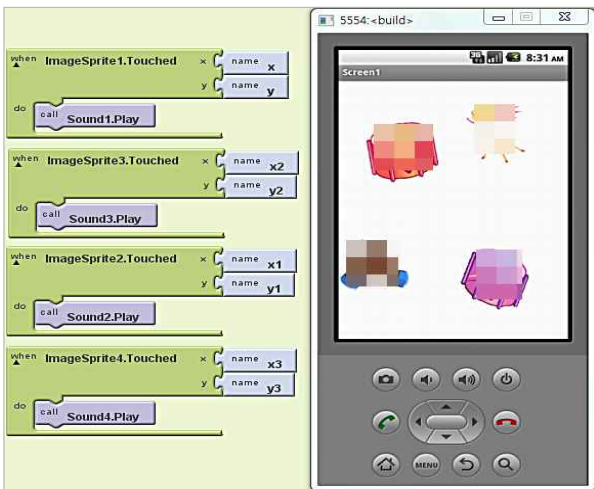 when ImageSprite1.Touched x name x
y name y
do call Sound1.Play
when ImageSprite3.Touched x name x2
y name y2
do call Sound3.Play
when ImageSprite2.Touched x name x1
y name y1
do call Sound2.Play
when ImageSprite4.Touched x name x3
y name y3
do call Sound4.Play
5554:<build>
3G 8:31 AM
Screen1
MENU